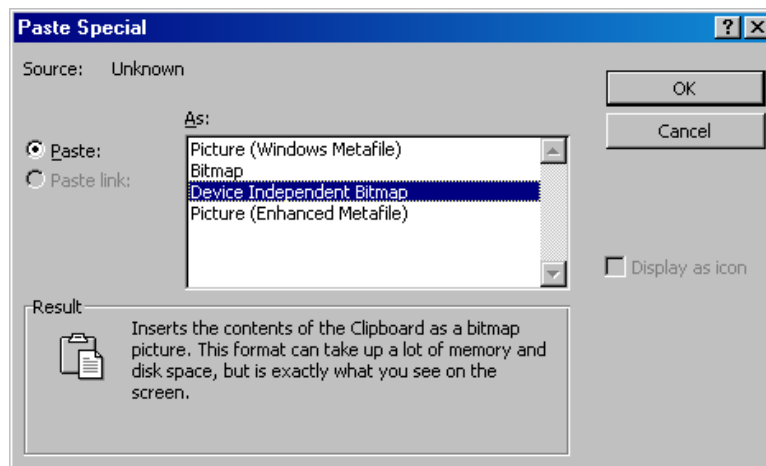 Paste Special
Source: Unknown
OK
Cancel
As:
Paste:
Paste link:
Picture (Windows Metafile)
Bitmap
Device Independent Bitmap
Picture (Enhanced Metafile)
Display as icon
Result
Inserts the contents of the Clipboard as a bitmap
picture. This format can take up a lot of memory and
disk space, but is exactly what you see on the
screen.